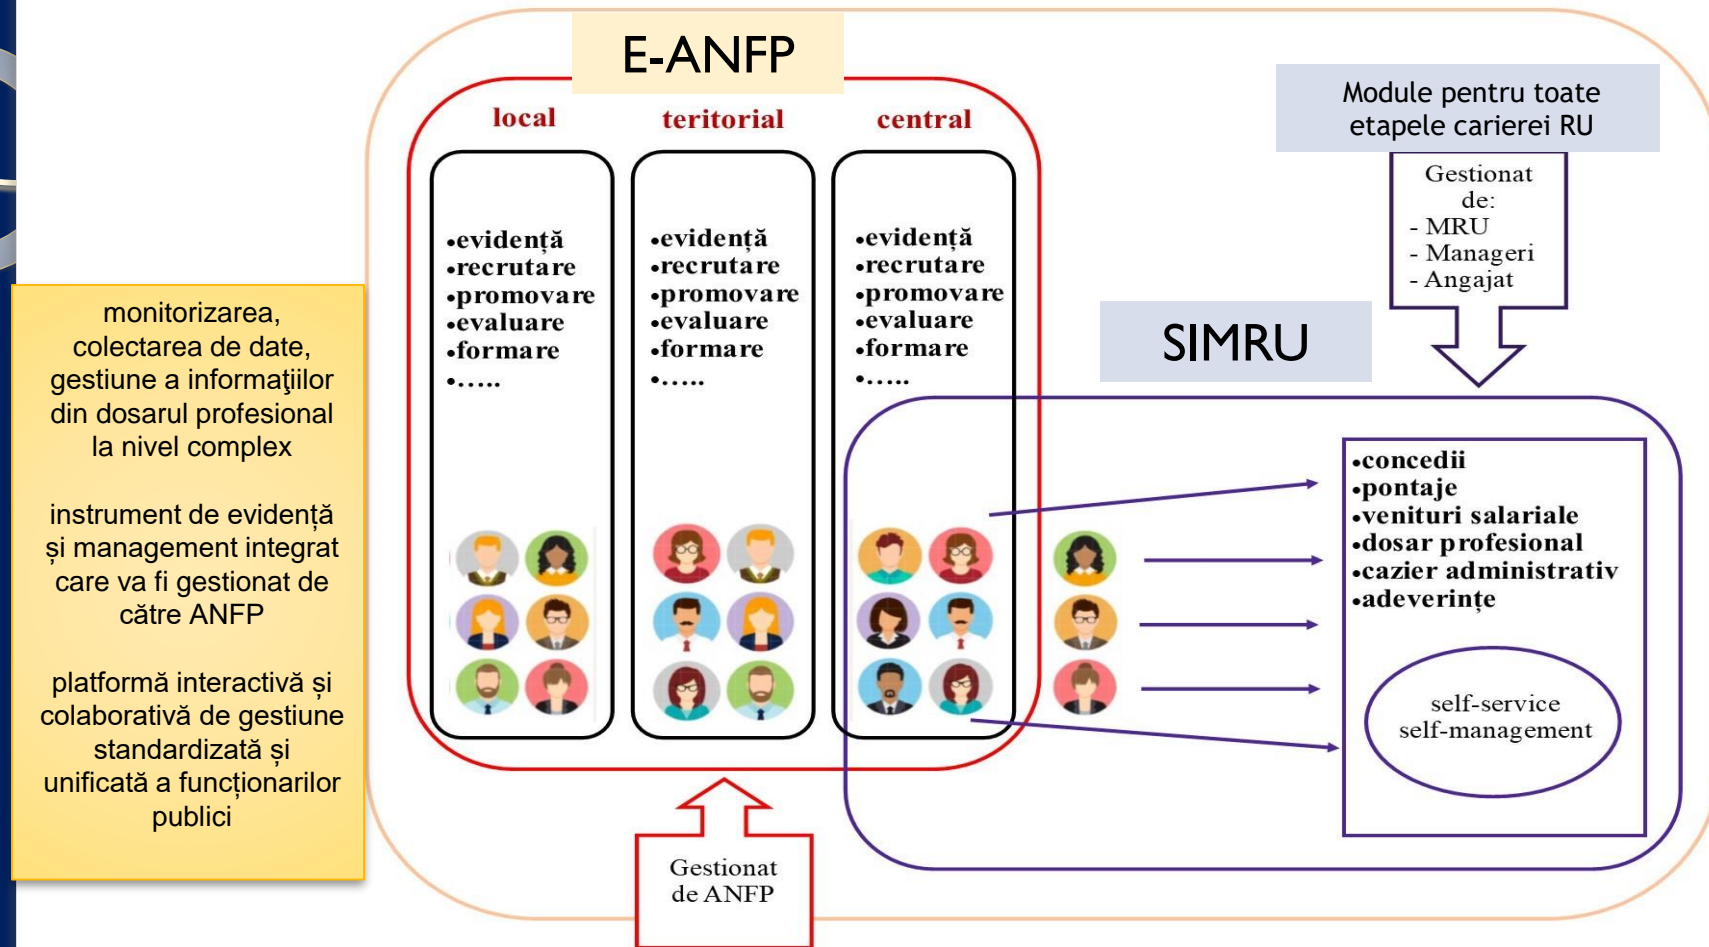 E-ANFP
local
teritorial
central
•evidență
•recrutare
•promovare
•evaluare
•formare
•.....
•evidență
•recrutare
•promovare
•evaluare
•formare
•.....
•evidență
•recrutare
•promovare
•evaluare
•formare
•.....
Module pentru toate
etapele carierei RU
Gestionat
de:
- MRU
- Manageri
- Angajat
SIMRU
•concedii
•pontaje
•venituri salariale
•dosar profesional
•cazier administrativ
•adeverințe
self-service
self-management
Gestionat
de ANFP
monitorizarea,
colectarea de date,
gestiune a informaţiilor
din dosarul profesional
la nivel complex
instrument de evidență
și management integrat
care va fi gestionat de
către ANFP
platformă interactivă și
colaborativă de gestiune
standardizată și
unificată a funcționarilor
publici